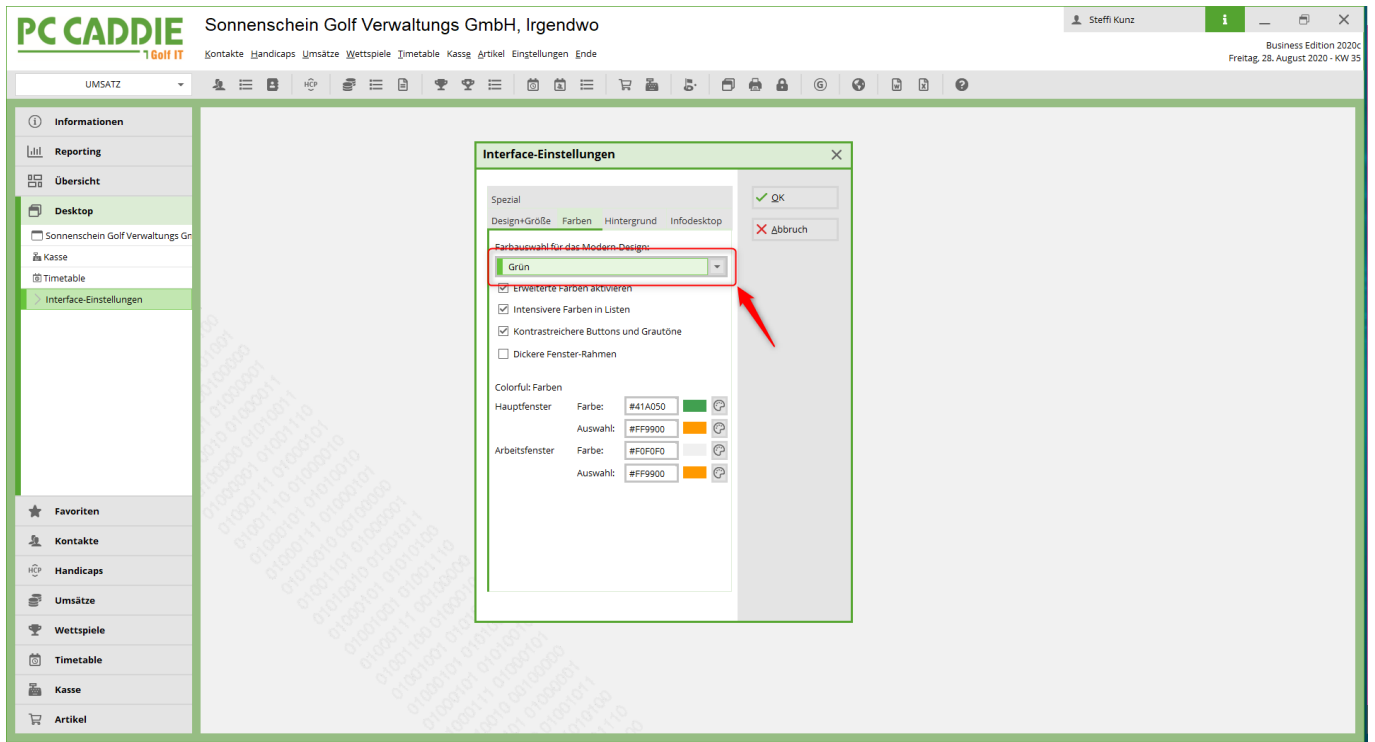 PC CADDIE
Golf IT
Sonnenschein Golf Verwaltungs GmbH, Irgendwo
Kontakte Handicaps Umsätze Wettspiele Timetable Kasse Artikel Einstellungen Ende
Steffi Kunz
Business Edition 2020c
Freitag, 28. August 2020 - KW 35
UMSATZ
HCP
Informationen
Reporting
Übersicht
Desktop
Sonnenschein Golf Verwaltungs Gm
Kasse
Timetable
Interface-Einstellungen
Favoriten
Kontakte
HCP Handicaps
Umsätze
Wettspiele
Timetable
Kasse
Artikel
Interface-Einstellungen
Spezial
Design+Größe Farben Hintergrund Infodesktop
Farbauswahl für das Modern-Design:
Grün
Erweiterte Farben aktivieren
Intensivere Farben in Listen
Kontrastreichere Buttons und Grautöne
Dickere Fenster-Rahmen
Colorful: Farben
Hauptfenster Farbe: #41A050
Auswahl: #FF9900
Arbeitsfenster Farbe: #F0F0F0
Auswahl: #FF9900
OK
Abbruch